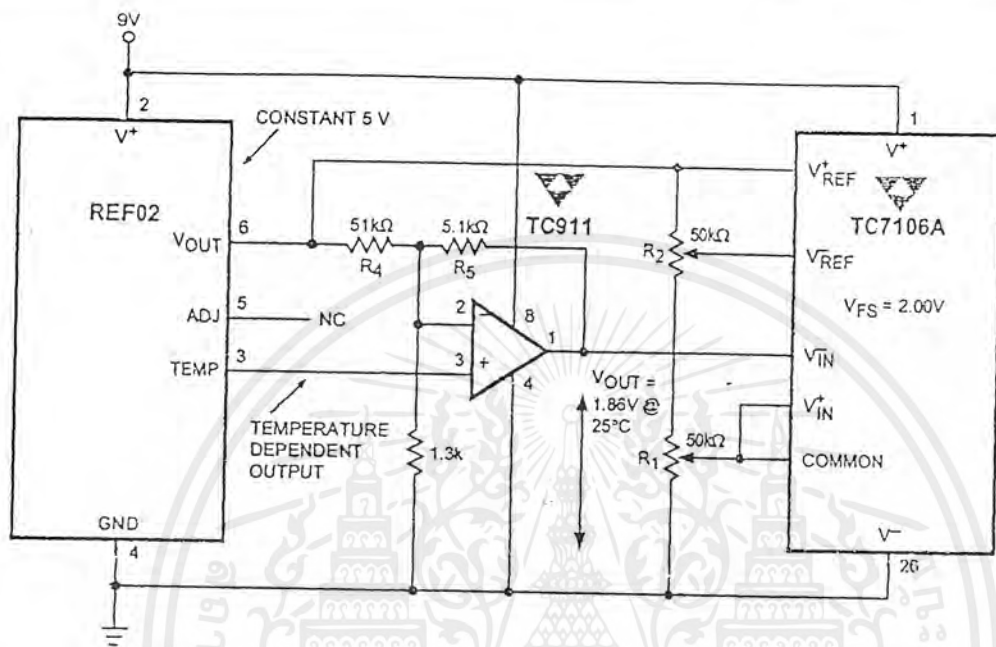 9V
2
V+
CONSTANT 5 V
REF02
VOUT
6
ADJ
5
NC
TEMP
3
TEMPERATURE
DEPENDENT
OUTPUT
GND
4
51kΩ
R4
5.1kΩ
R5
TC911
2
3
−
+
8
1
4
1.3k
VOUT =
1.86V @
25°C
50kΩ
R2
50kΩ
R1
1
V+
V+REF
TC7106A
V−REF
VFS = 2.00V
V−IN
V+IN
COMMON
V−
26